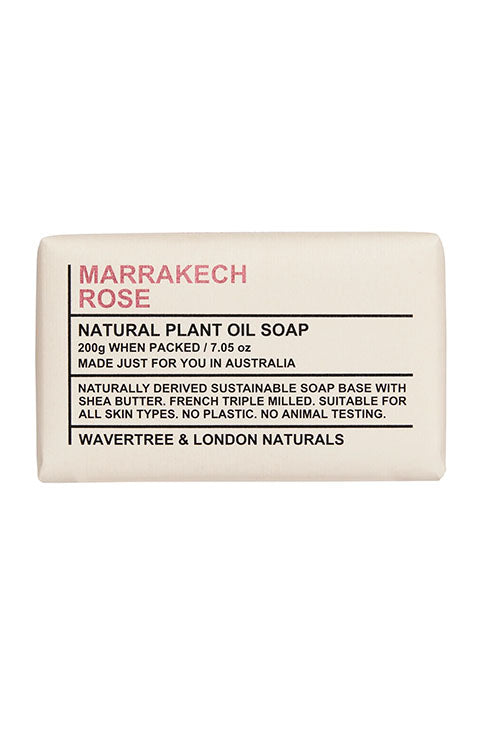 MARRAKECH
ROSE
NATURAL PLANT OIL SOAP
200g WHEN PACKED / 7.05 oz
MADE JUST FOR YOU IN AUSTRALIA
NATURALLY DERIVED SUSTAINABLE SOAP BASE WITH
SHEA BUTTER. FRENCH TRIPLE MILLED. SUITABLE FOR
ALL SKIN TYPES. NO PLASTIC. NO ANIMAL TESTING.
WAVERTREE & LONDON NATURALS